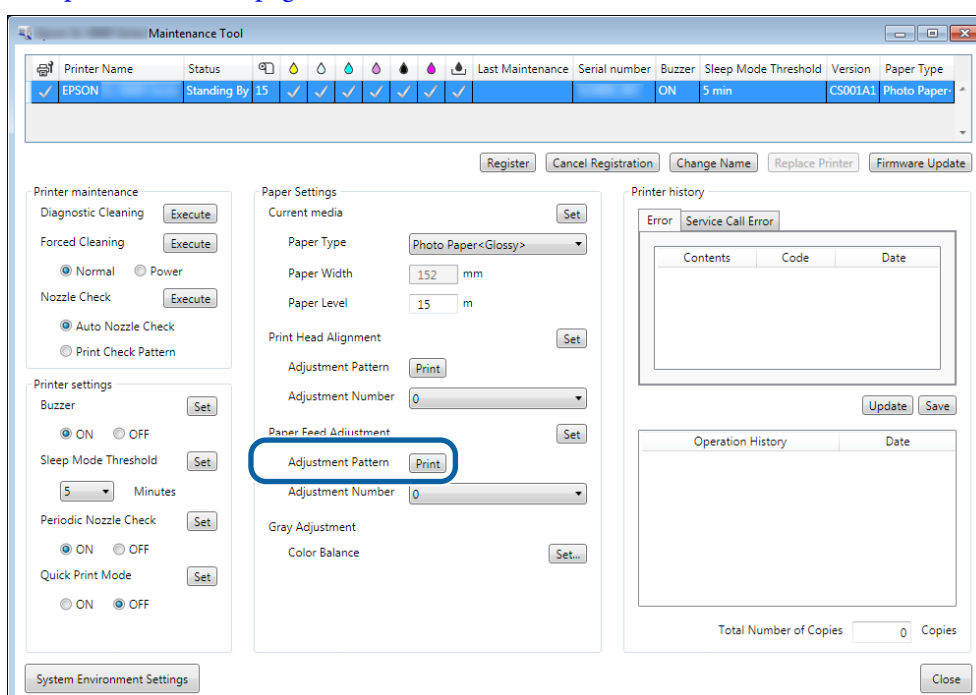 Maintenance Tool
Printer Name Status Last Maintenance Serial number Buzzer Sleep Mode Threshold Version Paper Type
EPSON Standing By 15 ON 5 min CS001A1 Photo Paper
Register Cancel Registration Change Name Replace Printer Firmware Update
Printer maintenance
Diagnostic Cleaning Execute
Forced Cleaning Execute
Normal Power
Nozzle Check Execute
Auto Nozzle Check
Print Check Pattern
Printer settings
Buzzer Set
ON OFF
Sleep Mode Threshold Set
5 Minutes
Periodic Nozzle Check Set
ON OFF
Quick Print Mode Set
ON OFF
Paper Settings
Current media Set
Paper Type Photo Paper<Glossy>
Paper Width 152 mm
Paper Level 15 m
Print Head Alignment Set
Adjustment Pattern Print
Adjustment Number 0
Paper Feed Adjustment Set
Adjustment Pattern Print
Adjustment Number 0
Gray Adjustment
Color Balance Set...
Printer history
Error Service Call Error
Contents Code Date
Update Save
Operation History Date
Total Number of Copies 0 Copies
System Environment Settings Close